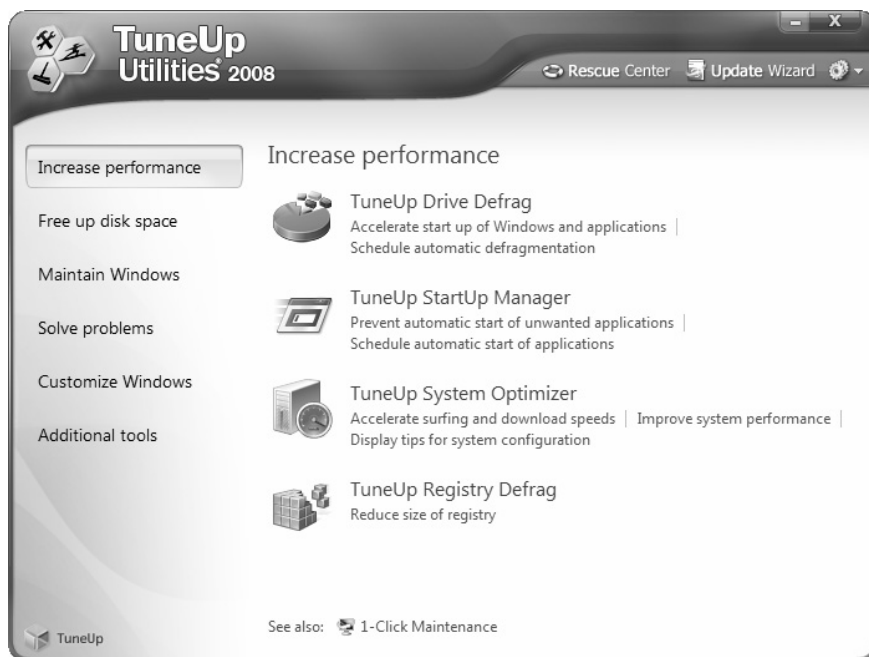 TuneUp
Utilities 2008
Rescue Center Update Wizard
X
Increase performance
Free up disk space
Maintain Windows
Solve problems
Customize Windows
Additional tools
TuneUp
Increase performance
TuneUp Drive Defrag
Accelerate start up of Windows and applications
Schedule automatic defragmentation
TuneUp StartUp Manager
Prevent automatic start of unwanted applications
Schedule automatic start of applications
TuneUp System Optimizer
Accelerate surfing and download speeds | Improve system performance
Display tips for system configuration
TuneUp Registry Defrag
Reduce size of registry
See also: 1-Click Maintenance